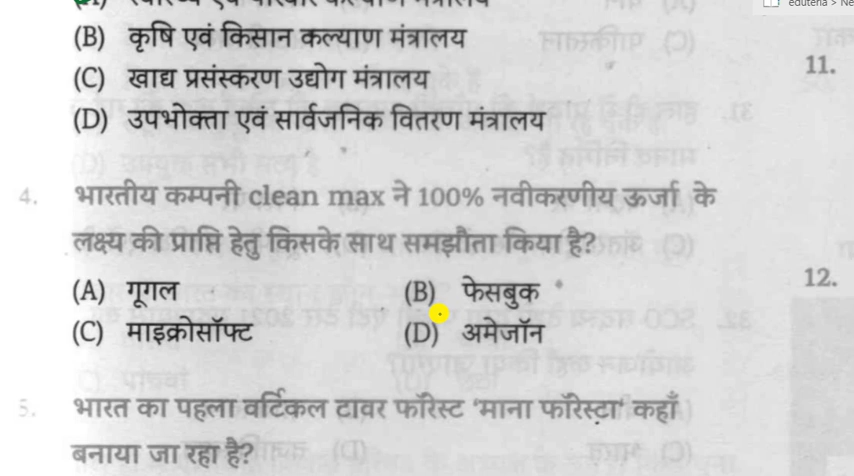 eduteria > Ne
(B) कृषि एवं किसान कल्याण मंत्रालय
(C) खाद्य प्रसंस्करण उद्योग मंत्रालय
(D) उपभोक्ता एवं सार्वजनिक वितरण मंत्रालय
4. भारतीय कम्पनी clean max ने 100% नवीकरणीय ऊर्जा के
लक्ष्य की प्राप्ति हेतु किसके साथ समझौता किया है?
(A) गूगल (B) फेसबुक
(C) माइक्रोसॉफ्ट (D) अमेजॉन
5. भारत का पहला वर्टिकल टावर फॉरेस्ट 'माना फॉरेस्टा' कहाँ
बनाया जा रहा है?
11.
12.